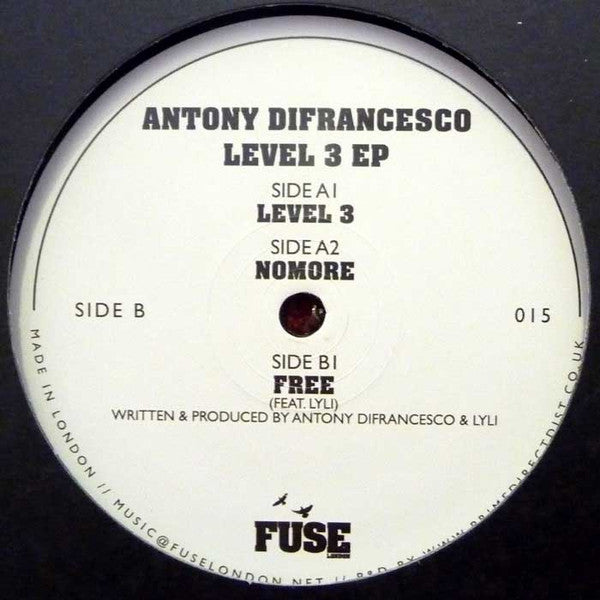 ANTONY DIFRANCESCO
LEVEL 3 EP
SIDE A1
LEVEL 3
SIDE A2
NOMORE
SIDE B
015
SIDE B1
FREE
(FEAT. LYLI)
WRITTEN & PRODUCED BY ANTONY DIFRANCESCO & LYLI
FUSE
LONDON
MADE IN LONDON // MUSIC@FUSELONDON.NET // P&D BY WWW.PRIMEDIRECTDIST.CO.UK